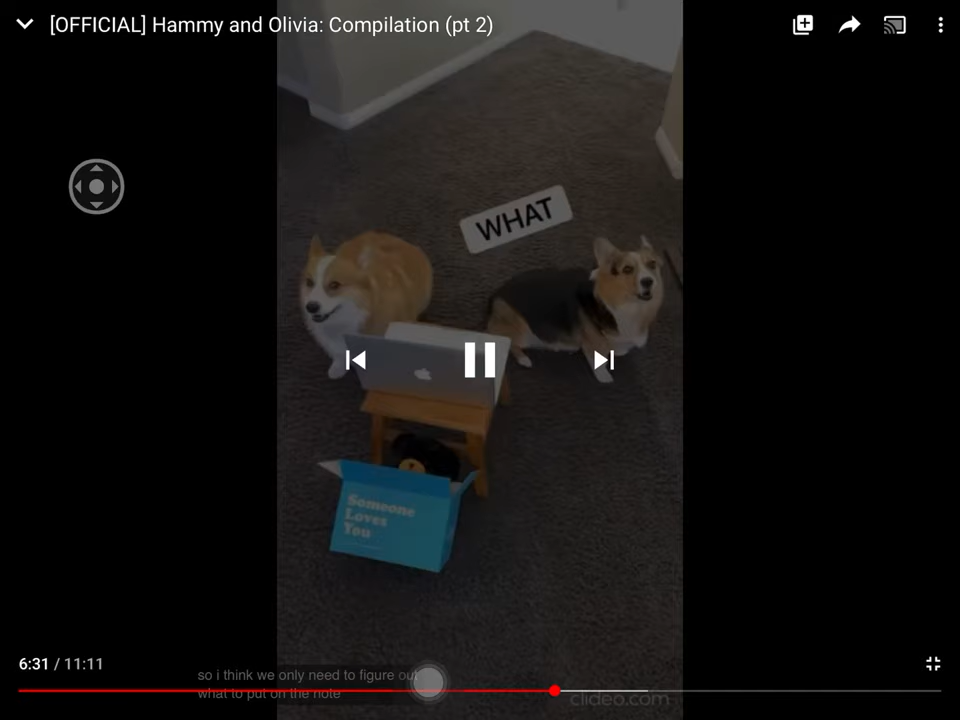 [OFFICIAL] Hammy and Olivia: Compilation (pt 2)
WHAT
Someone
Loves
You
6:31 / 11:11
so i think we only need to figure out
what to put on the note
clideo.com